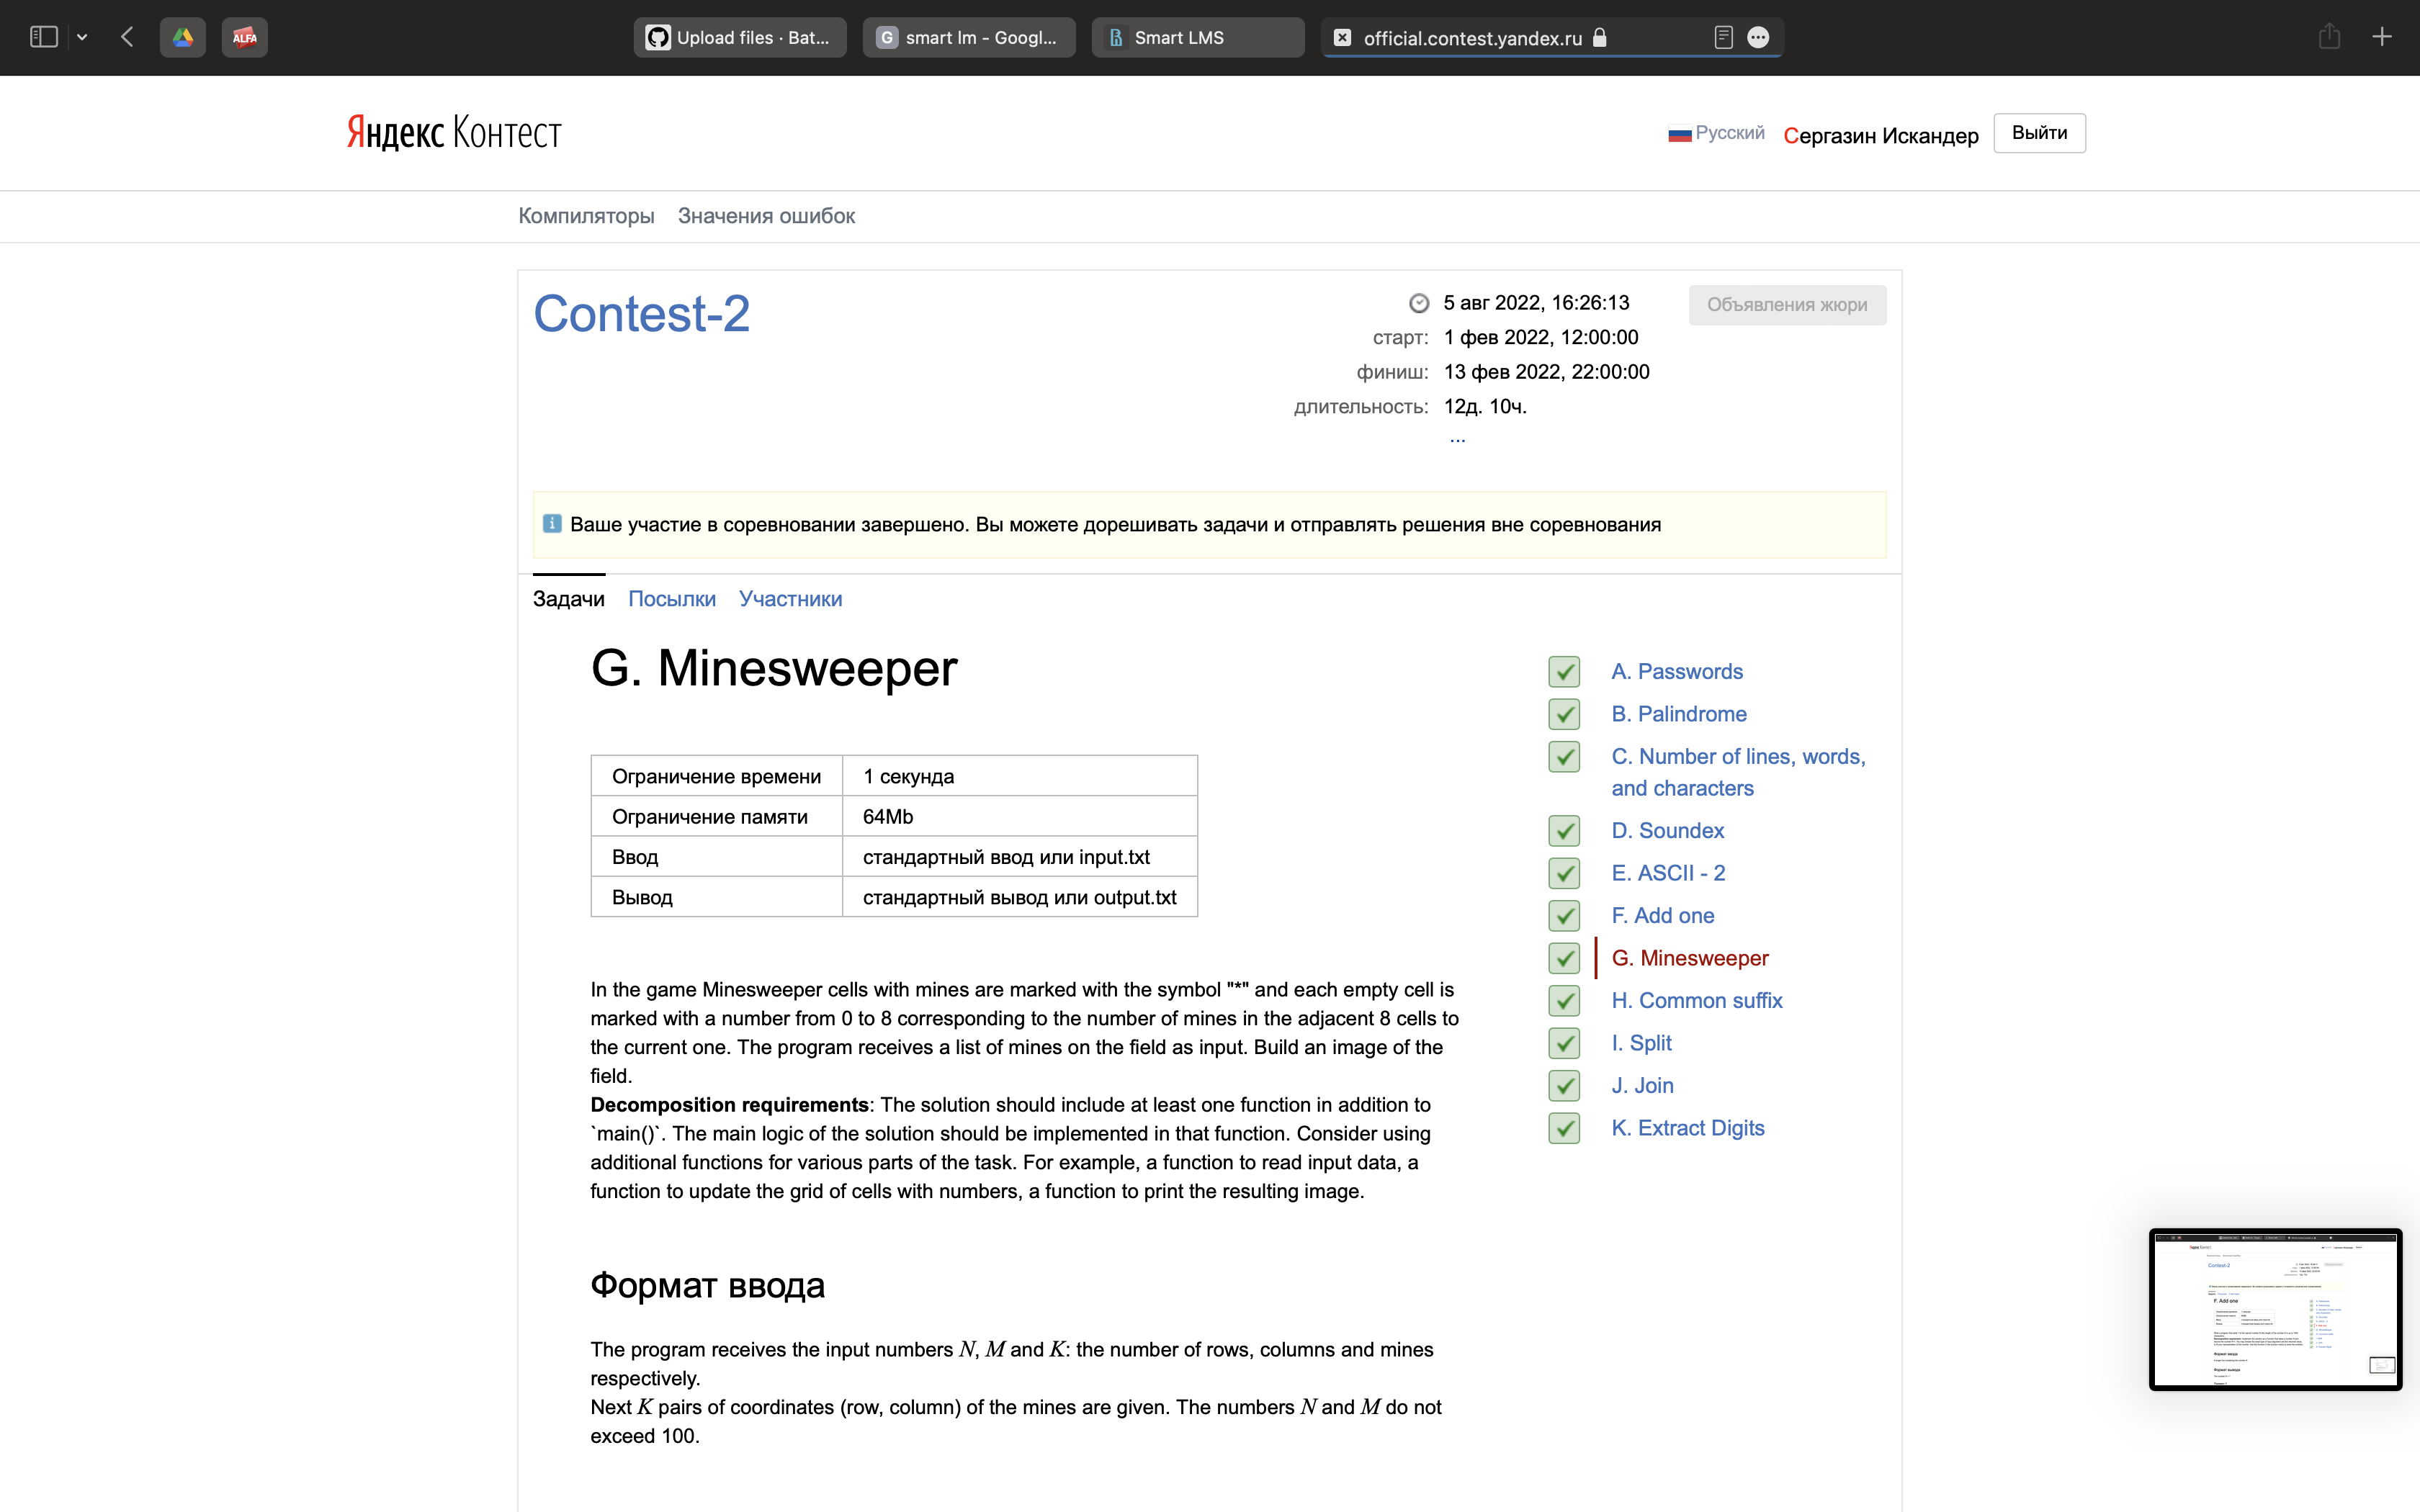 ALFA
Upload files · Bat...
G smart lm - Googl...
Smart LMS
official.contest.yandex.ru
Яндекс Контест
Русский
Сергазин Искандер
Выйти
Компиляторы Значения ошибок
Contest-2
5 авг 2022, 16:26:13
Объявления жюри
старт: 1 фев 2022, 12:00:00
финиш: 13 фев 2022, 22:00:00
длительность: 12д. 10ч.
...
Ваше участие в соревновании завершено. Вы можете дорешивать задачи и отправлять решения вне соревнования
Задачи Посылки Участники
G. Minesweeper
Ограничение времени 1 секунда
Ограничение памяти 64Mb
Ввод стандартный ввод или input.txt
Вывод стандартный вывод или output.txt
In the game Minesweeper cells with mines are marked with the symbol "*" and each empty cell is
marked with a number from 0 to 8 corresponding to the number of mines in the adjacent 8 cells to
the current one. The program receives a list of mines on the field as input. Build an image of the
field.
Decomposition requirements: The solution should include at least one function in addition to
`main()`. The main logic of the solution should be implemented in that function. Consider using
additional functions for various parts of the task. For example, a function to read input data, a
function to update the grid of cells with numbers, a function to print the resulting image.
Формат ввода
The program receives the input numbers N, M and K: the number of rows, columns and mines
respectively.
Next K pairs of coordinates (row, column) of the mines are given. The numbers N and M do not
exceed 100.
A. Passwords
B. Palindrome
C. Number of lines, words,
and characters
D. Soundex
E. ASCII - 2
F. Add one
G. Minesweeper
H. Common suffix
I. Split
J. Join
K. Extract Digits
Contest-2
F. Add one